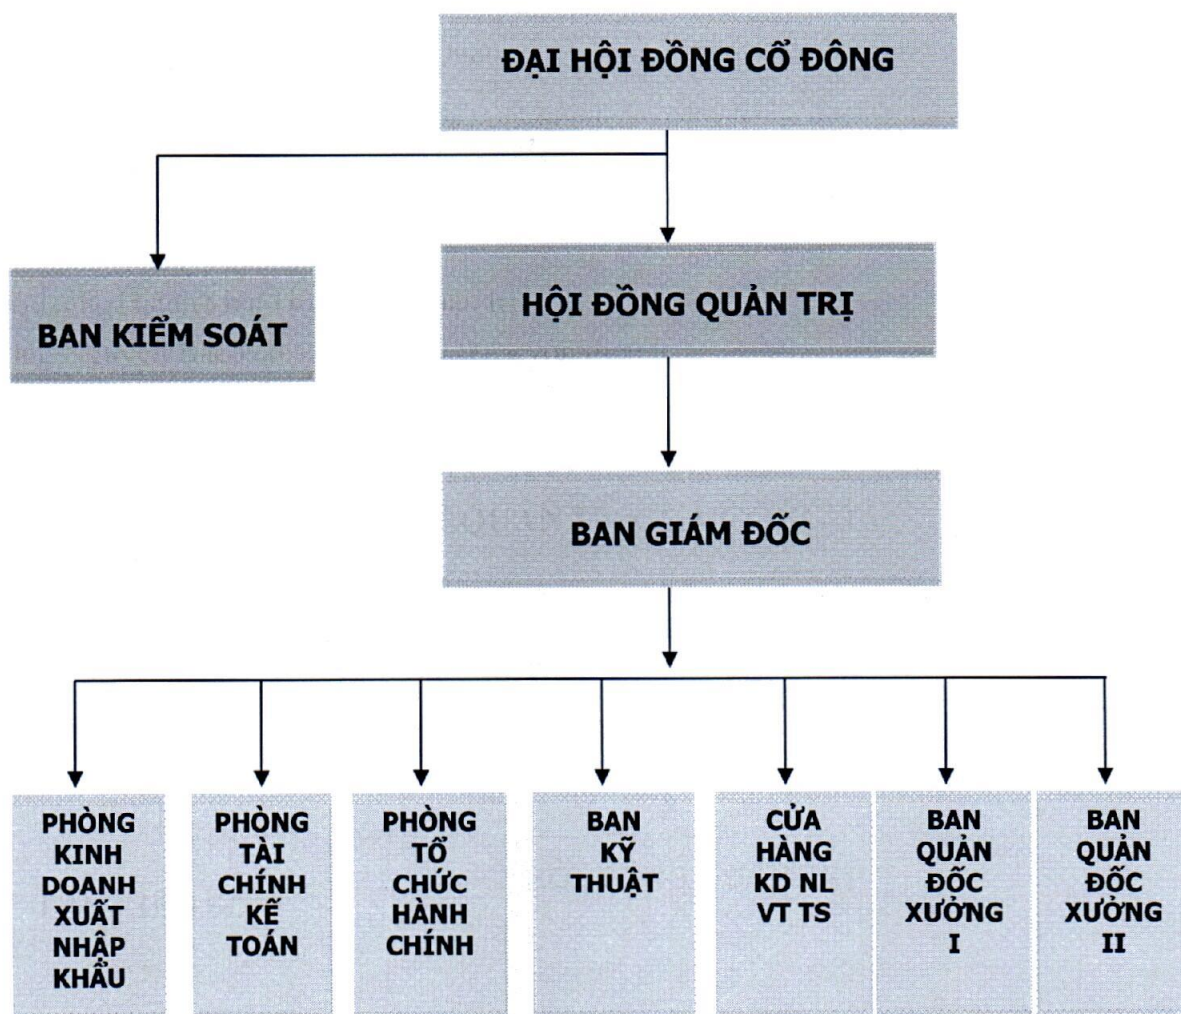 ĐẠI HỘI ĐỒNG CỔ ĐÔNG
HỘI ĐỒNG QUẢN TRỊ
BAN KIỂM SOÁT
BAN GIÁM ĐỐC
PHÒNG
KINH
DOANH
XUẤT
NHẬP
KHẨU
PHÒNG
TÀI
CHÍNH
KẾ
TOÁN
PHÒNG
TỔ
CHỨC
HÀNH
CHÍNH
BAN
KỸ
THUẬT
CỬA
HÀNG
KD NL
VT TS
BAN
QUẢN
ĐỐC
XƯỞNG
I
BAN
QUẢN
ĐỐC
XƯỞNG
II